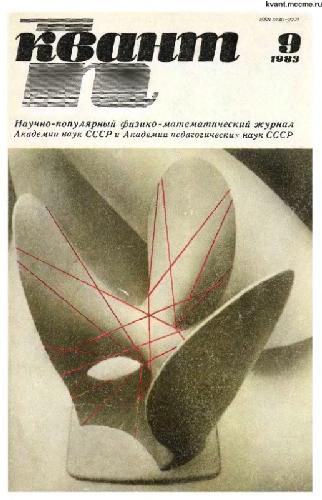 kvant.mccme.ru
квант
9
1983
Научно-популярный физико-математический журнал
Академии наук СССР и Академии педагогических наук СССР